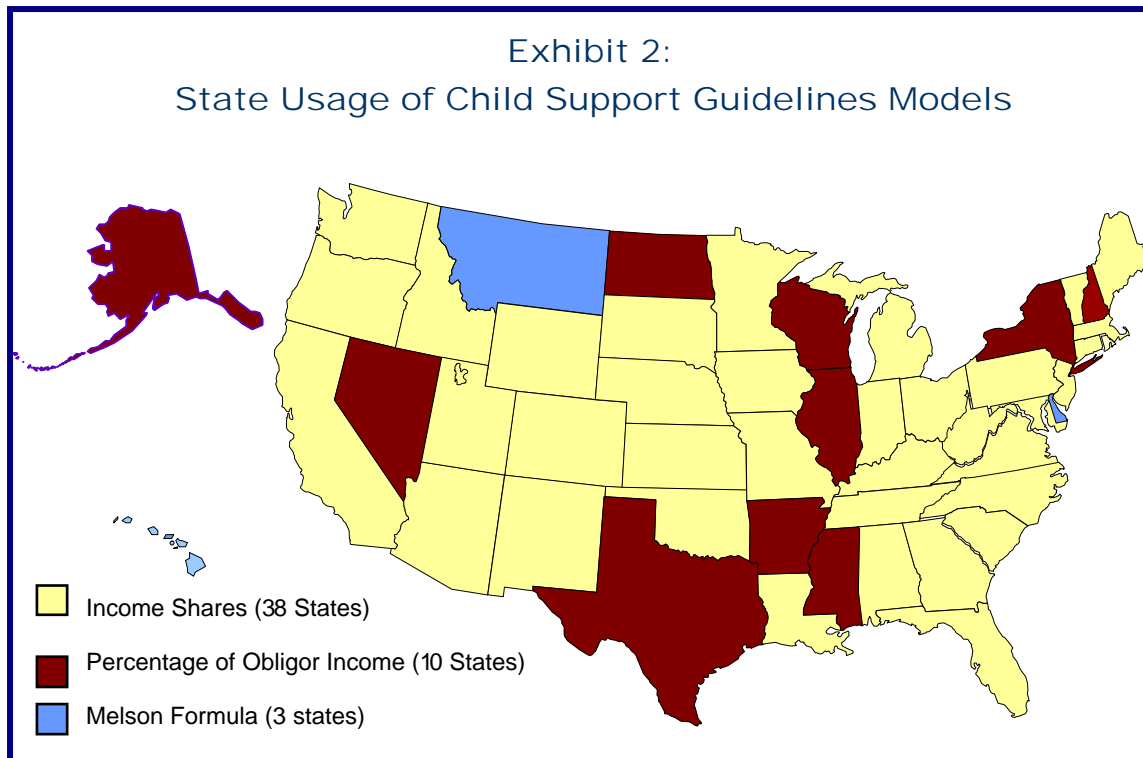 Exhibit 2:
State Usage of Child Support Guidelines Models
Income Shares (38 States)
Percentage of Obligor Income (10 States)
Melson Formula (3 states)